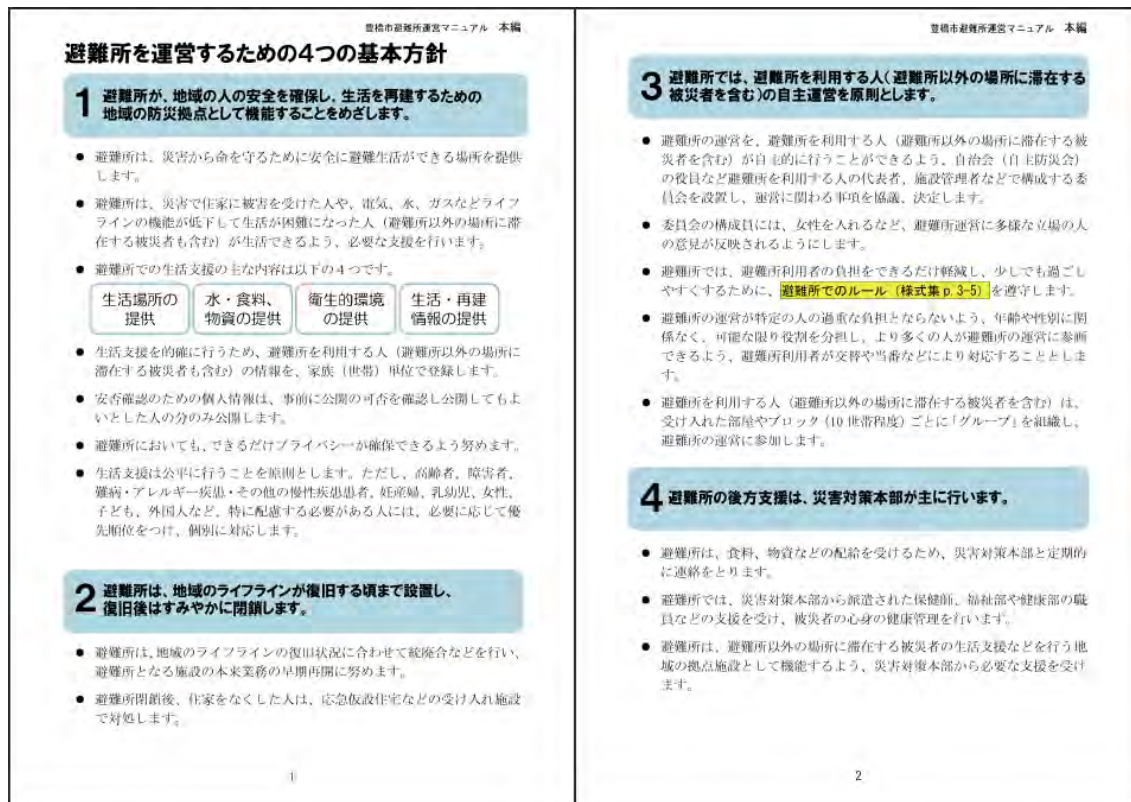 豊橋市避難所運営マニュアル 本編
避難所を運営するための4つの基本方針
1 避難所が、地域の人の安全を確保し、生活を再建するための
地域の防災拠点として機能することをめざします。
● 避難所は、災害から命を守るために安全に避難生活ができる場所を提供
します。
● 避難所は、災害で住家に被害を受けた人や、電気、水、ガスなどライフ
ラインの機能が低下して生活が困難になった人（避難所以外の場所に滞
在する被災者も含む）が生活できるよう、必要な支援を行います。
● 避難所での生活支援の主な内容は以下の4つです。
生活場所の
提供
水・食料、
物資の提供
衛生的環境
の提供
生活・再建
情報の提供
● 生活支援を的確に行うため、避難所を利用する人（避難所以外の場所に
滞在する被災者も含む）の情報を、家族（世帯）単位で登録します。
● 安否確認のための個人情報は、事前に公開の可否を確認し公開してもよ
いとした人の分のみ公開します。
● 避難所においても、できるだけプライバシーが確保できるよう努めます。
● 生活支援は公平に行うことを原則とします。ただし、高齢者、障害者、
難病・アレルギー疾患・その他の慢性疾患患者、妊産婦、乳幼児、女性、
子ども、外国人など、特に配慮する必要がある人には、必要に応じて優
先順位をつけ、個別に対応します。
2 避難所は、地域のライフラインが復旧する頃まで設置し、
復旧後はすみやかに閉鎖します。
● 避難所は、地域のライフラインの復旧状況に合わせて統廃合などを行い、
避難所となる施設の本来業務の早期再開に努めます。
● 避難所閉鎖後、住家をなくした人は、応急仮設住宅などの受け入れ施設
で対処します。
1
豊橋市避難所運営マニュアル 本編
3 避難所では、避難所を利用する人（避難所以外の場所に滞在する
被災者を含む）の自主運営を原則とします。
● 避難所の運営を、避難所を利用する人（避難所以外の場所に滞在する被
災者を含む）が自主的に行うことができるよう、自治会（自主防災会）
の役員など避難所を利用する人の代表者、施設管理者などで構成する委
員会を設置し、運営に関わる事項を協議、決定します。
● 委員会の構成員には、女性を入れるなど、避難所運営に多様な立場の人
の意見が反映されるようにします。
● 避難所では、避難所利用者の負担をできるだけ軽減し、少しでも過ごし
やすくするために、避難所でのルール（様式集 p. 3-5）を遵守します。
● 避難所の運営が特定の人の過重な負担とならないよう、年齢や性別に関
係なく、可能な限り役割を分担し、より多くの人が避難所の運営に参画
できるよう、避難所利用者が交替や当番などにより対応することとしま
す。
● 避難所を利用する人（避難所以外の場所に滞在する被災者を含む）は、
受け入れた部屋やブロック（10 世帯程度）ごとに「グループ」を組織し、
避難所の運営に参加します。
4 避難所の後方支援は、災害対策本部が主に行います。
● 避難所は、食料、物資などの配給を受けるため、災害対策本部と定期的
に連絡をとります。
● 避難所では、災害対策本部から派遣された保健師、福祉部や健康部の職
員などの支援を受け、被災者の心身の健康管理を行います。
● 避難所は、避難所以外の場所に滞在する被災者の生活支援などを行う地
域の拠点施設として機能するよう、災害対策本部から必要な支援を受け
ます。
2